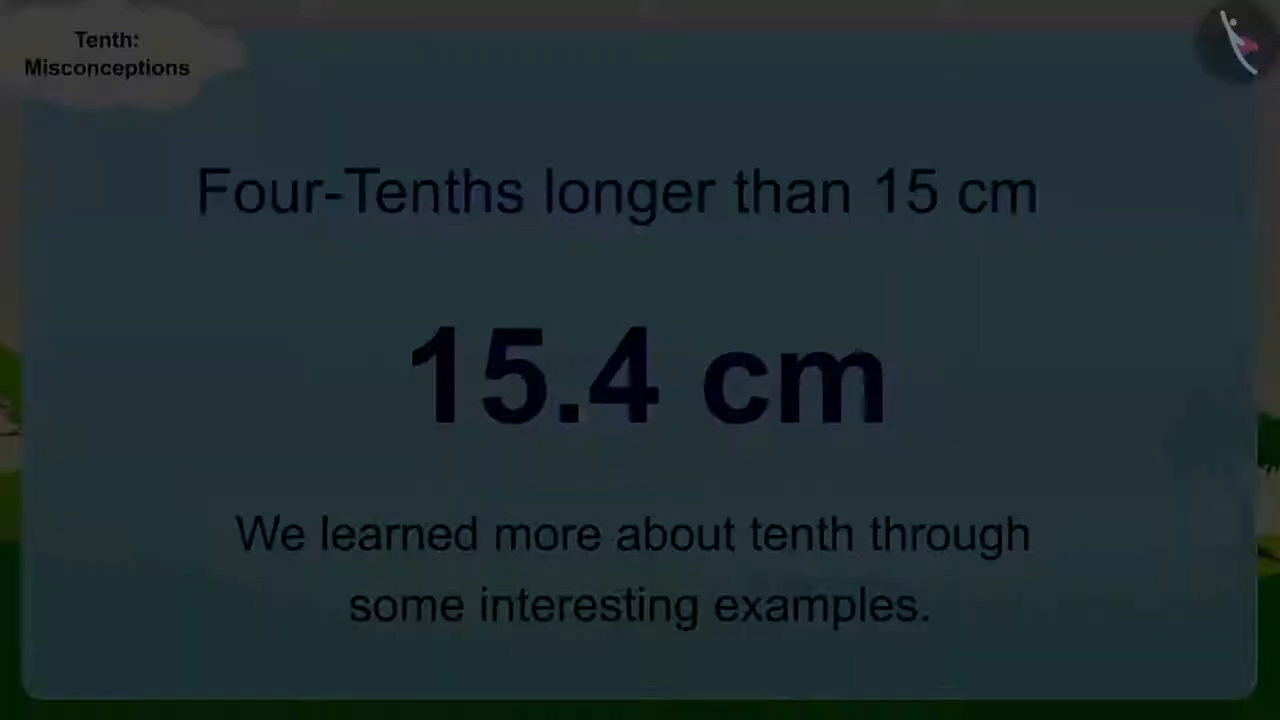 Tenth:
Misconceptions
Four-Tenths longer than 15 cm
15.4 cm
We learned more about tenth through
some interesting examples.